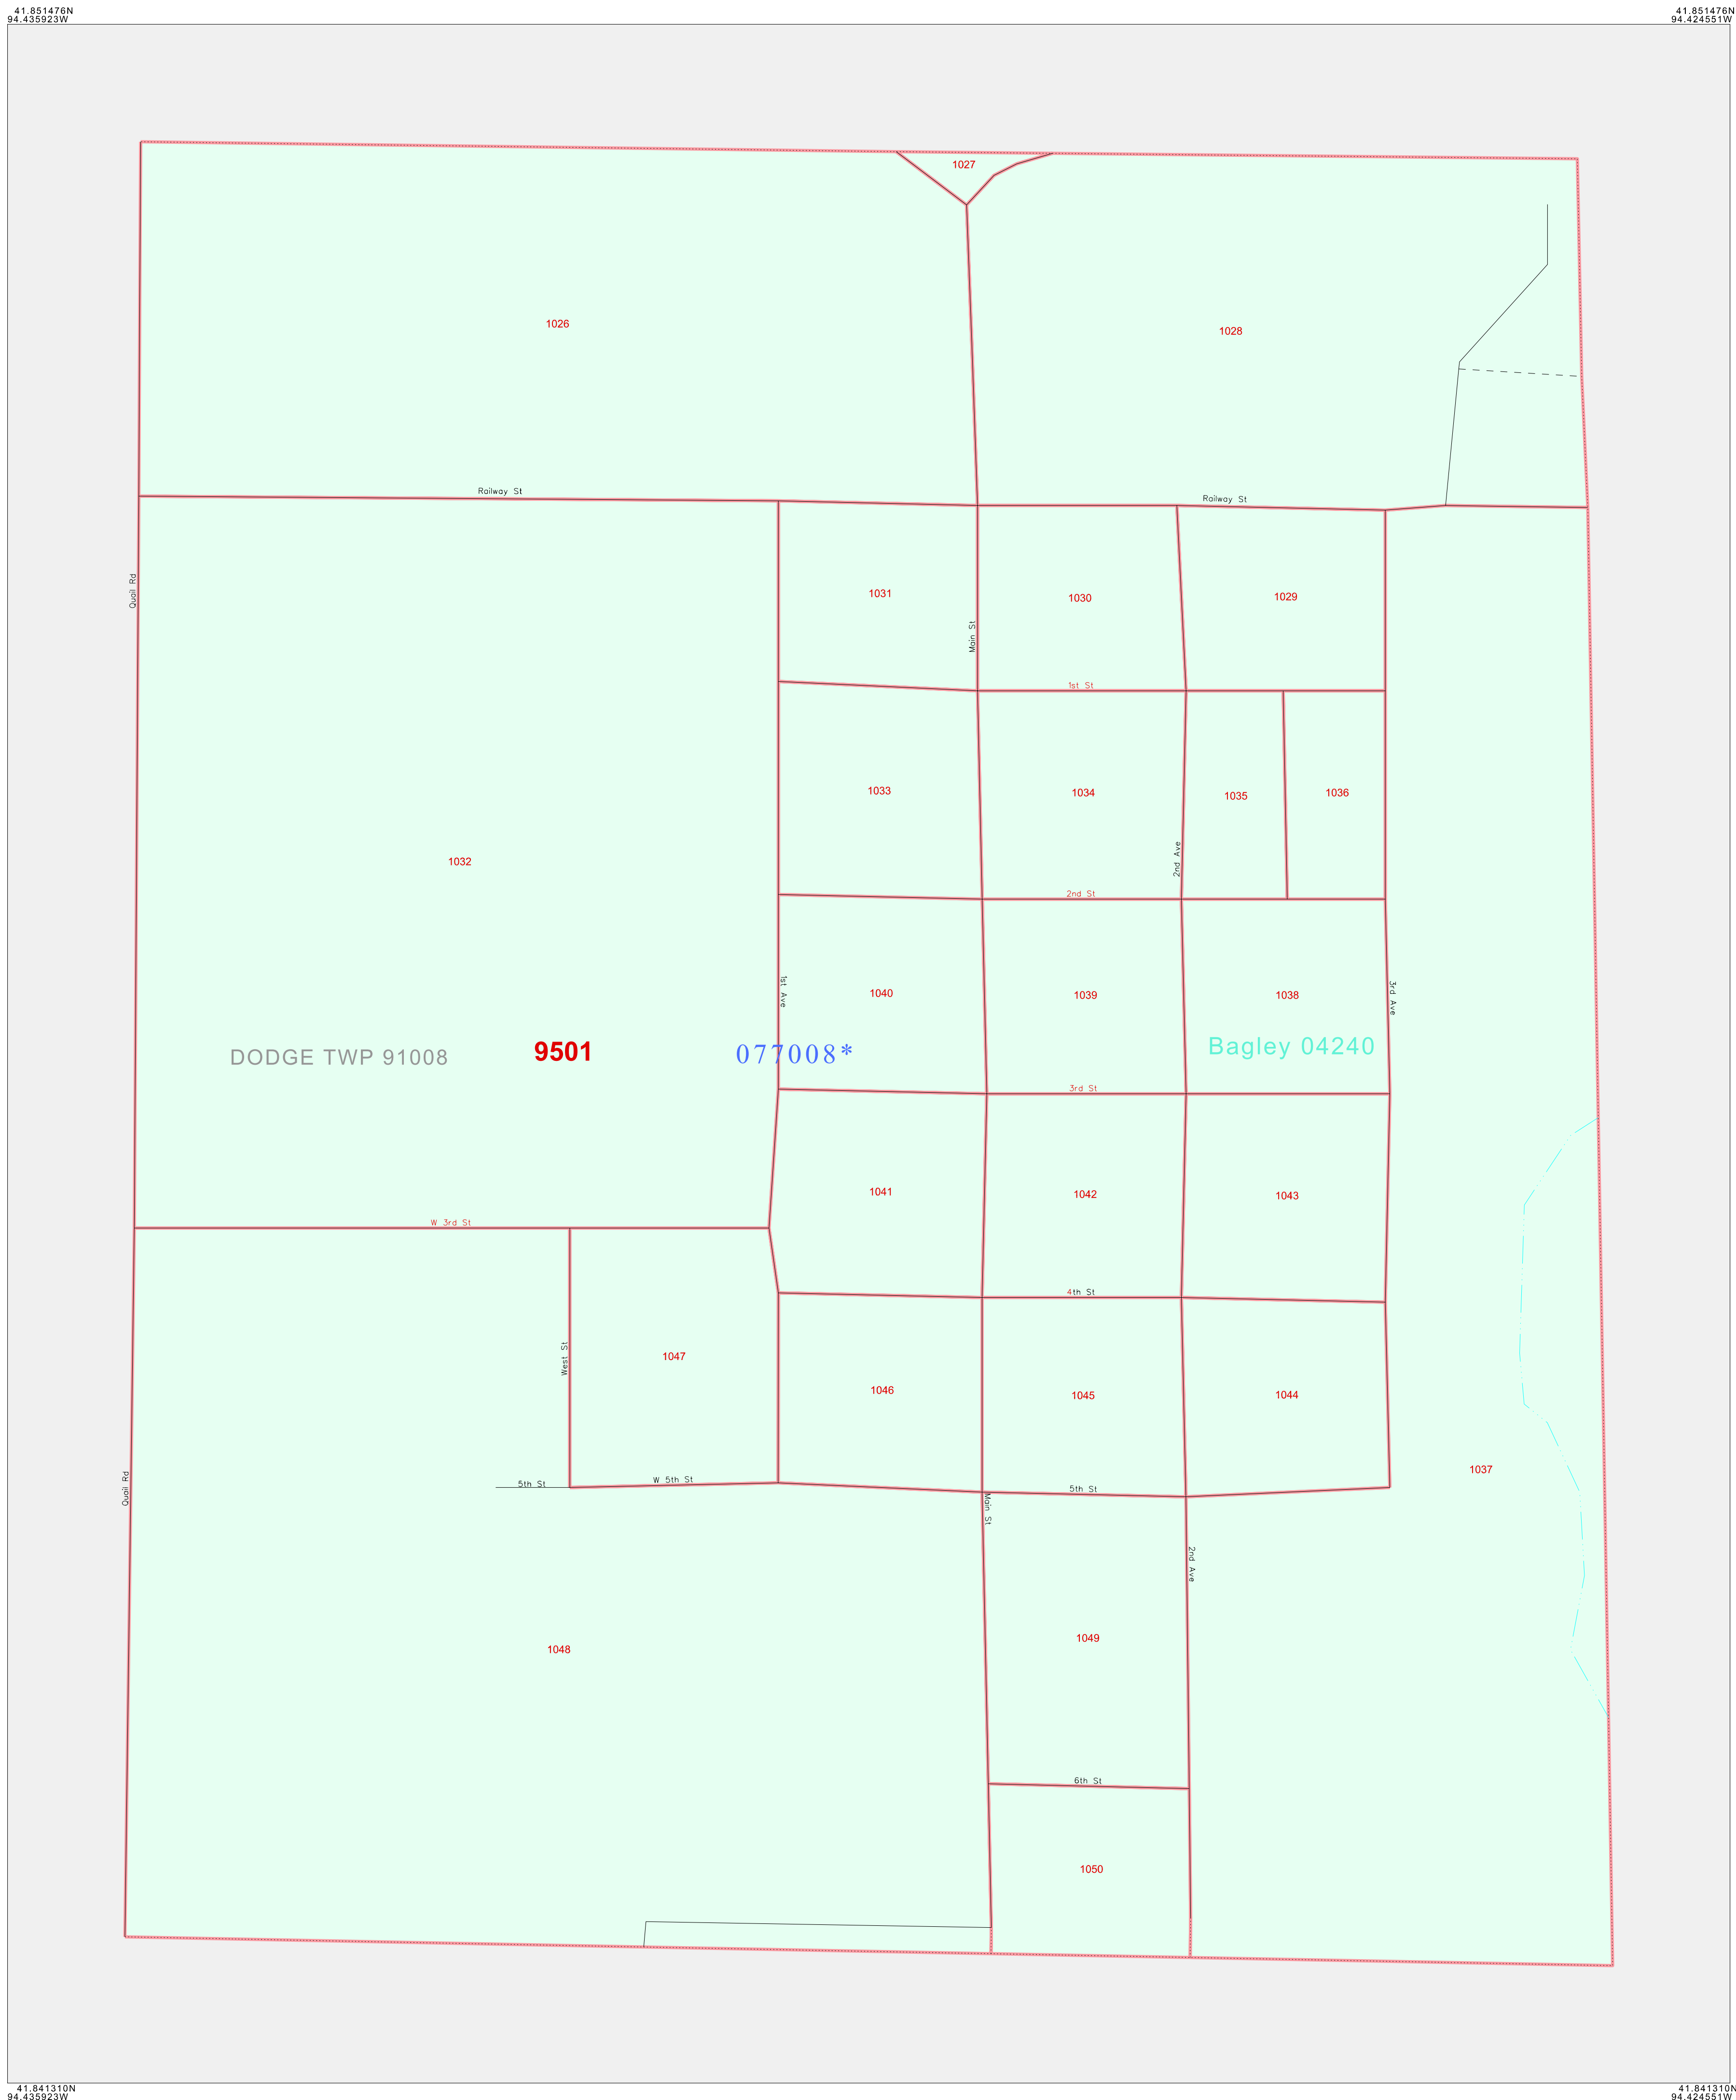 41.851476N
94.435923W
41.851476N
94.424551W
1027
1026
1028
Railway St
Railway St
Quail Rd
1031
1030
1029
Main St
1st St
1033
1034
1035
1036
2nd Ave
1032
2nd St
1st Ave
1040
1039
1038
3rd Ave
DODGE TWP 91008
9501
077008*
Bagley 04240
3rd St
1041
1042
1043
W 3rd St
4th St
West St
1047
1046
1045
1044
1037
Quail Rd
5th St
W 5th St
5th St
Main St
2nd Ave
1048
1049
6th St
1050
41.841310N
94.435923W
41.841310N
94.424551W